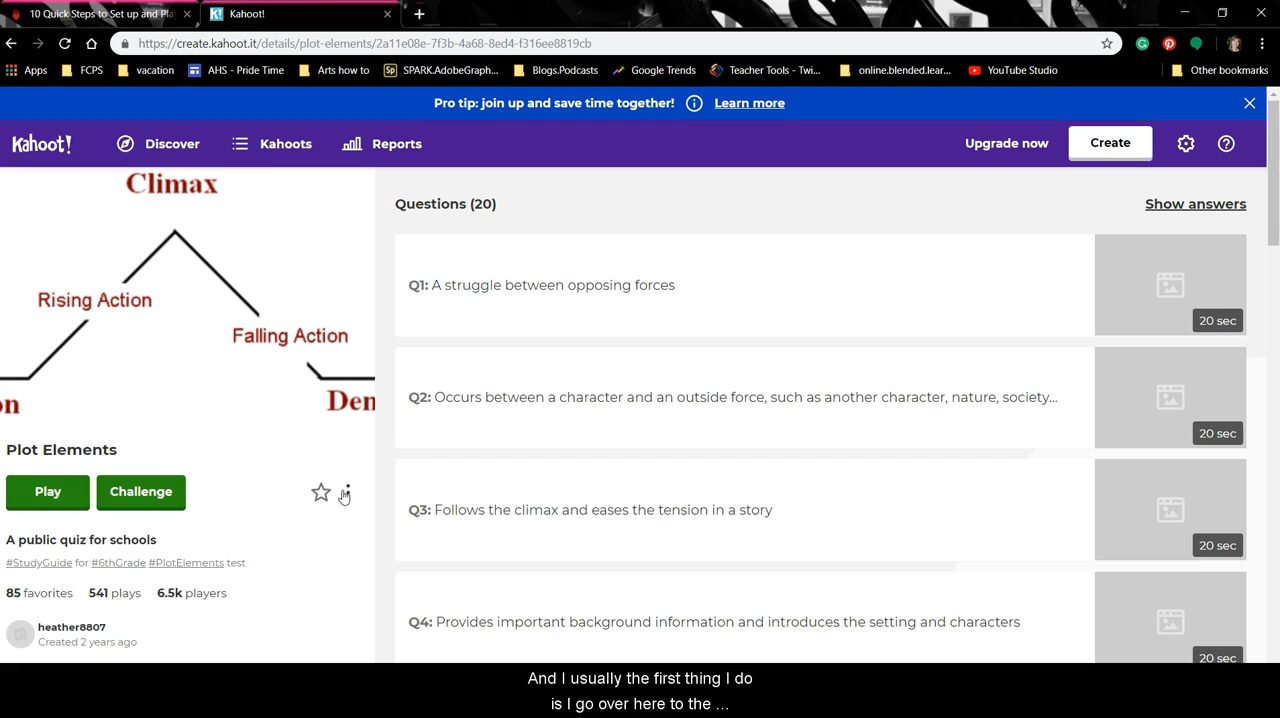 10 Quick Steps to Set up and Pla
Kahoot!
https://create.kahoot.it/details/plot-elements/2a11e08e-7f3b-4a68-8ed4-f316ee8819cb
Apps FCPS vacation AHS - Pride Time Arts how to SPARK.AdobeGraph... Blogs.Podcasts Google Trends Teacher Tools - Twi... online.blended.lear... YouTube Studio Other bookmarks
Pro tip: join up and save time together! Learn more
Kahoot! Discover Kahoots Reports Upgrade now Create
Climax
Rising Action
Falling Action
on
Den
Plot Elements
Play Challenge
A public quiz for schools
#StudyGuide for #6thGrade #PlotElements test
85 favorites 541 plays 6.5k players
heather8807
Created 2 years ago
Questions (20) Show answers
Q1: A struggle between opposing forces
20 sec
Q2: Occurs between a character and an outside force, such as another character, nature, society...
20 sec
Q3: Follows the climax and eases the tension in a story
20 sec
Q4: Provides important background information and introduces the setting and characters
20 sec
And I usually the first thing I do
is I go over here to the ...